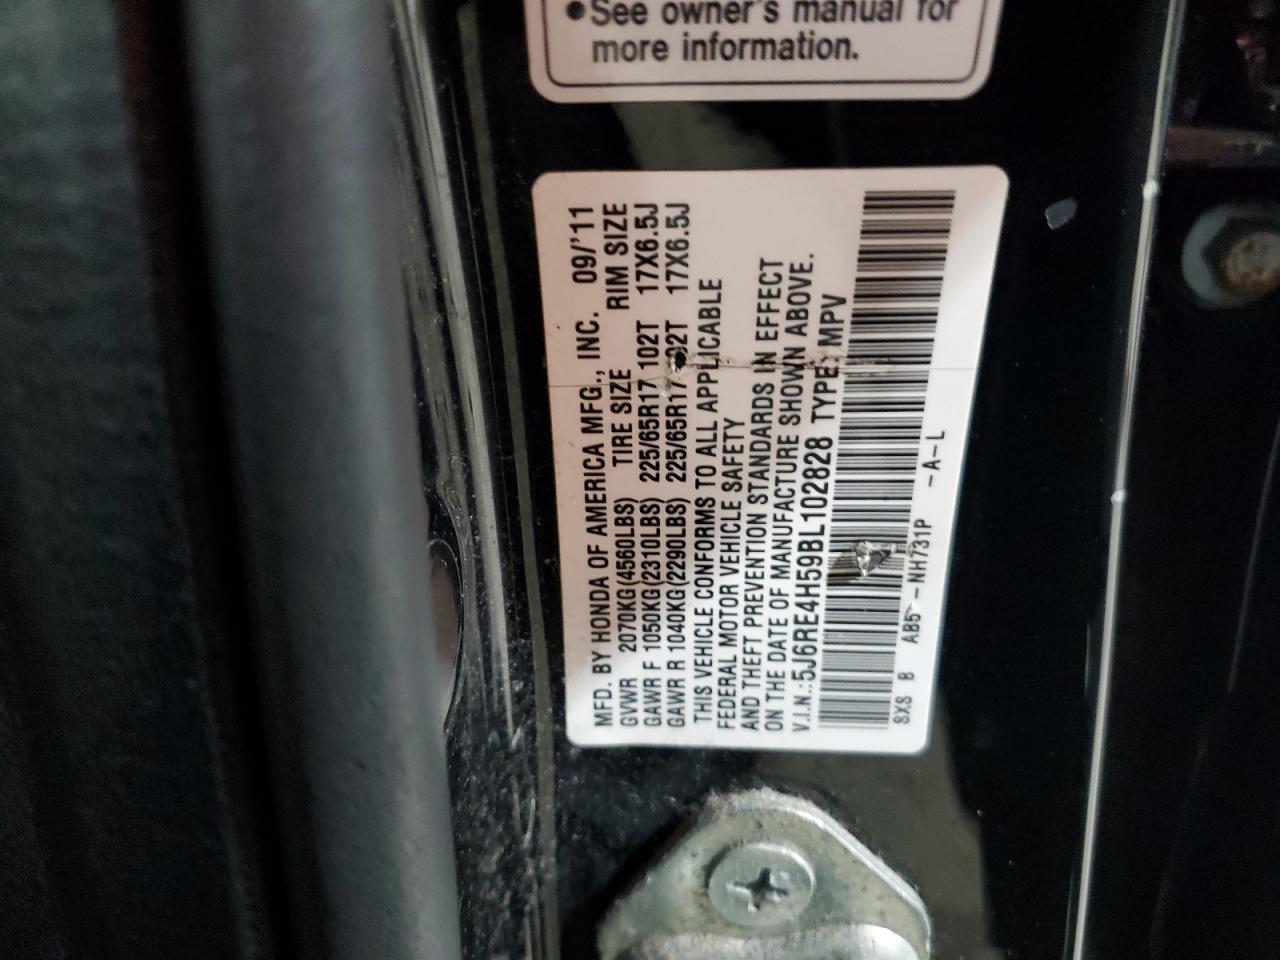 •See owner's manual for
more information.
MFD. BY HONDA OF AMERICA MFG., INC. 09/'11
GVWR 2070KG(4560LBS) TIRE SIZE RIM SIZE
GAWR F 1050KG(2310LBS) 225/65R17 102T 17X6.5J
GAWR R 1040KG(2290LBS) 225/65R17 102T 17X6.5J
THIS VEHICLE CONFORMS TO ALL APPLICABLE
FEDERAL MOTOR VEHICLE SAFETY
AND THEFT PREVENTION STANDARDS IN EFFECT
ON THE DATE OF MANUFACTURE SHOWN ABOVE.
V.I.N.:5J6RE4H59BL102828 TYPE: MPV
SXS B AB5 -NH731P -A-L